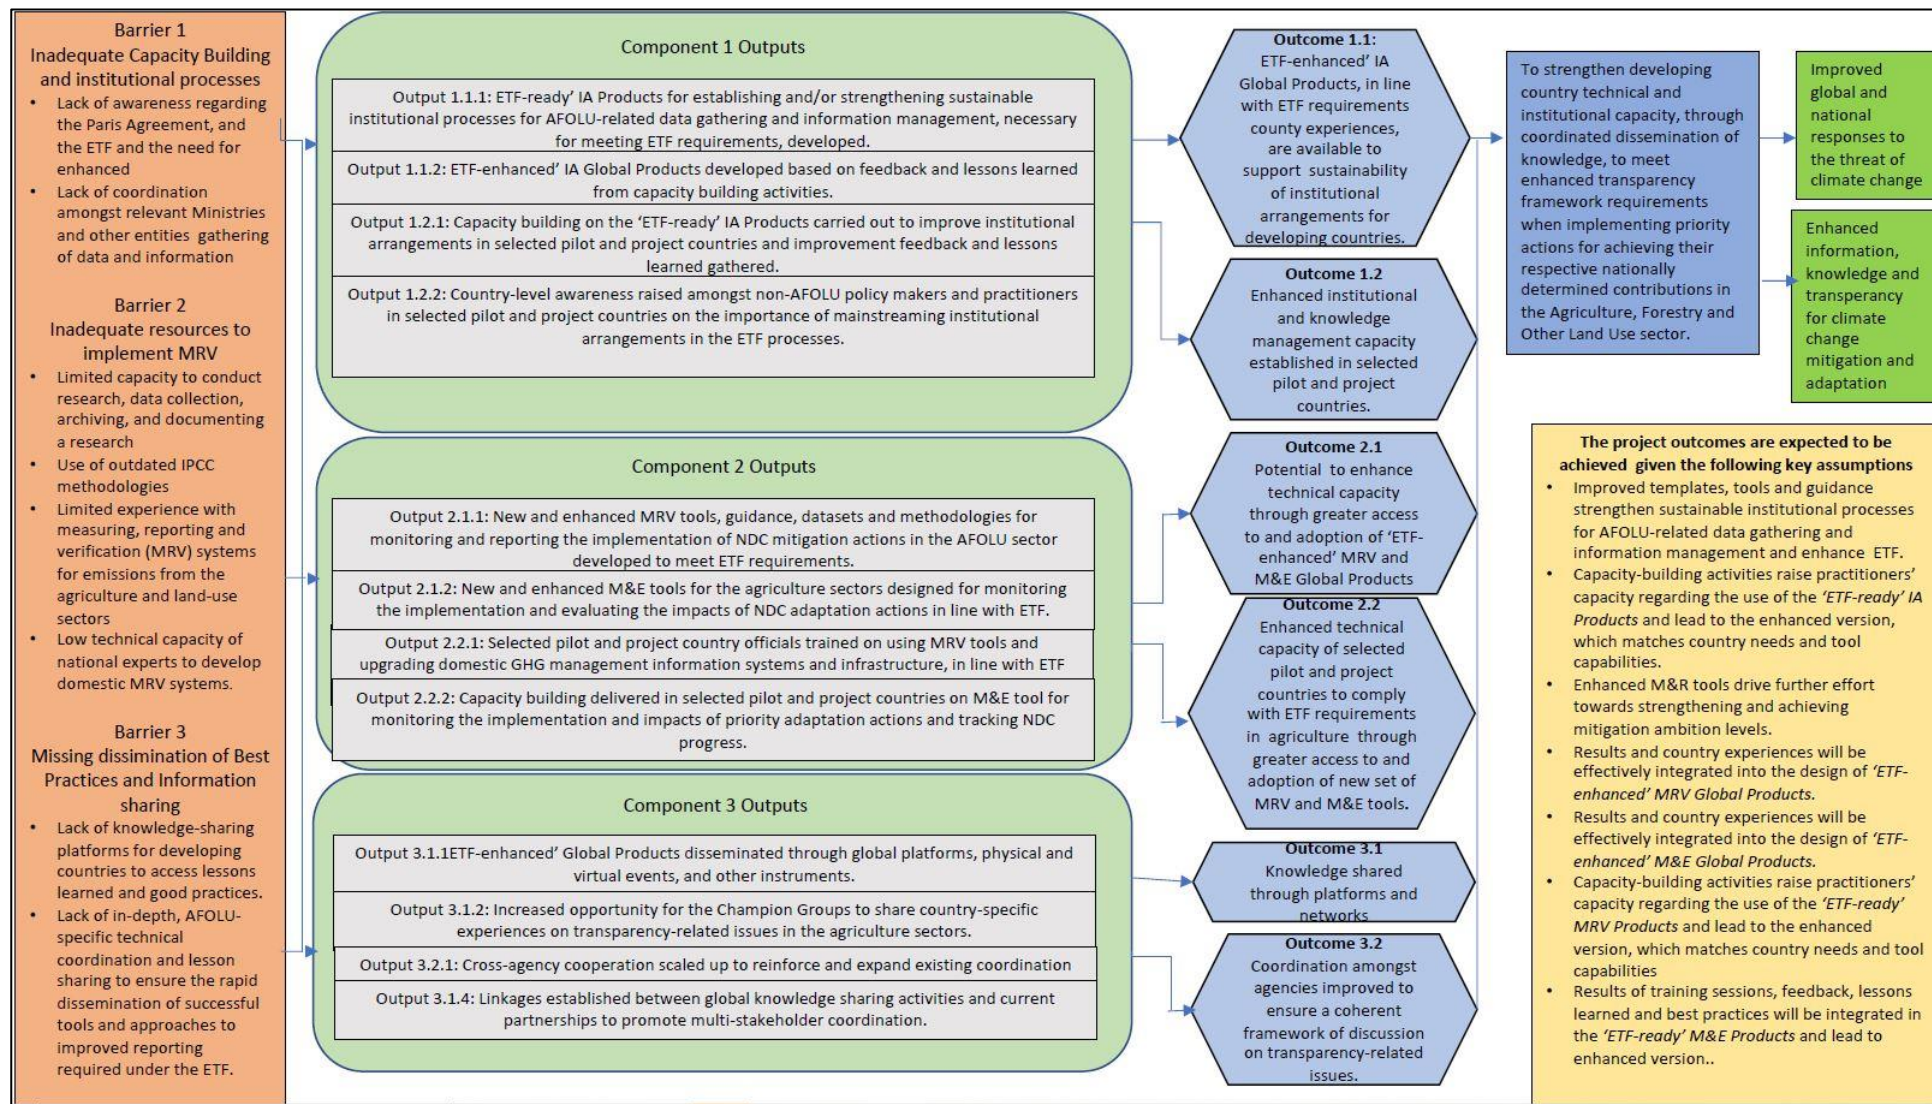 Barrier 1
Inadequate Capacity Building
and institutional processes
• Lack of awareness regarding
the Paris Agreement, and
the ETF and the need for
enhanced
• Lack of coordination
amongst relevant Ministries
and other entities gathering
of data and information
Barrier 2
Inadequate resources to
implement MRV
• Limited capacity to conduct
research, data collection,
archiving, and documenting
a research
• Use of outdated IPCC
methodologies
• Limited experience with
measuring, reporting and
verification (MRV) systems
for emissions from the
agriculture and land-use
sectors
• Low technical capacity of
national experts to develop
domestic MRV systems.
Barrier 3
Missing dissimination of Best
Practices and Information
sharing
• Lack of knowledge-sharing
platforms for developing
countries to access lessons
learned and good practices.
• Lack of in-depth, AFOLU-
specific technical
coordination and lesson
sharing to ensure the rapid
dissemination of successful
tools and approaches to
improved reporting
required under the ETF.
Component 1 Outputs
Output 1.1.1: ETF-ready’ IA Products for establishing and/or strengthening sustainable
institutional processes for AFOLU-related data gathering and information management, necessary
for meeting ETF requirements, developed.
Output 1.1.2: ETF-enhanced’ IA Global Products developed based on feedback and lessons learned
from capacity building activities.
Output 1.2.1: Capacity building on the ‘ETF-ready’ IA Products carried out to improve institutional
arrangements in selected pilot and project countries and improvement feedback and lessons
learned gathered.
Output 1.2.2: Country-level awareness raised amongst non-AFOLU policy makers and practitioners
in selected pilot and project countries on the importance of mainstreaming institutional
arrangements in the ETF processes.
Component 2 Outputs
Output 2.1.1: New and enhanced MRV tools, guidance, datasets and methodologies for
monitoring and reporting the implementation of NDC mitigation actions in the AFOLU sector
developed to meet ETF requirements.
Output 2.1.2: New and enhanced M&E tools for the agriculture sectors designed for monitoring
the implementation and evaluating the impacts of NDC adaptation actions in line with ETF.
Output 2.2.1: Selected pilot and project country officials trained on using MRV tools and
upgrading domestic GHG management information systems and infrastructure, in line with ETF
Output 2.2.2: Capacity building delivered in selected pilot and project countries on M&E tool for
monitoring the implementation and impacts of priority adaptation actions and tracking NDC
progress.
Component 3 Outputs
Output 3.1.1ETF-enhanced’ Global Products disseminated through global platforms, physical and
virtual events, and other instruments.
Output 3.1.2: Increased opportunity for the Champion Groups to share country-specific
experiences on transparency-related issues in the agriculture sectors.
Output 3.2.1: Cross-agency cooperation scaled up to reinforce and expand existing coordination
Output 3.1.4: Linkages established between global knowledge sharing activities and current
partnerships to promote multi-stakeholder coordination.
Outcome 1.1:
ETF-enhanced’ IA
Global Products, in line
with ETF requirements
county experiences,
are available to
support sustainability
of institutional
arrangements for
developing countries.
Outcome 1.2
Enhanced institutional
and knowledge
management capacity
established in selected
pilot and project
countries.
Outcome 2.1
Potential to enhance
technical capacity
through greater access
to and adoption of ‘ETF-
enhanced’ MRV and
M&E Global Products
Outcome 2.2
Enhanced technical
capacity of selected
pilot and project
countries to comply
with ETF requirements
in agriculture through
greater access to and
adoption of new set of
MRV and M&E tools.
Outcome 3.1
Knowledge shared
through platforms and
networks
Outcome 3.2
Coordination amongst
agencies improved to
ensure a coherent
framework of discussion
on transparency-related
issues.
To strengthen developing
country technical and
institutional capacity, through
coordinated dissemination of
knowledge, to meet
enhanced transparency
framework requirements
when implementing priority
actions for achieving their
respective nationally
determined contributions in
the Agriculture, Forestry and
Other Land Use sector.
Improved
global and
national
responses to
the threat of
climate change
Enhanced
information,
knowledge and
transperancy
for climate
change
mitigation and
adaptation
The project outcomes are expected to be
achieved given the following key assumptions
• Improved templates, tools and guidance
strengthen sustainable institutional processes
for AFOLU-related data gathering and
information management and enhance ETF.
• Capacity-building activities raise practitioners’
capacity regarding the use of the ‘ETF-ready’ IA
Products and lead to the enhanced version,
which matches country needs and tool
capabilities.
• Enhanced M&R tools drive further effort
towards strengthening and achieving
mitigation ambition levels.
• Results and country experiences will be
effectively integrated into the design of ‘ETF-
enhanced’ MRV Global Products.
• Results and country experiences will be
effectively integrated into the design of ‘ETF-
enhanced’ M&E Global Products.
• Capacity-building activities raise practitioners’
capacity regarding the use of the ‘ETF-ready’
MRV Products and lead to the enhanced
version, which matches country needs and tool
capabilities
• Results of training sessions, feedback, lessons
learned and best practices will be integrated in
the ‘ETF-ready’ M&E Products and lead to
enhanced version..